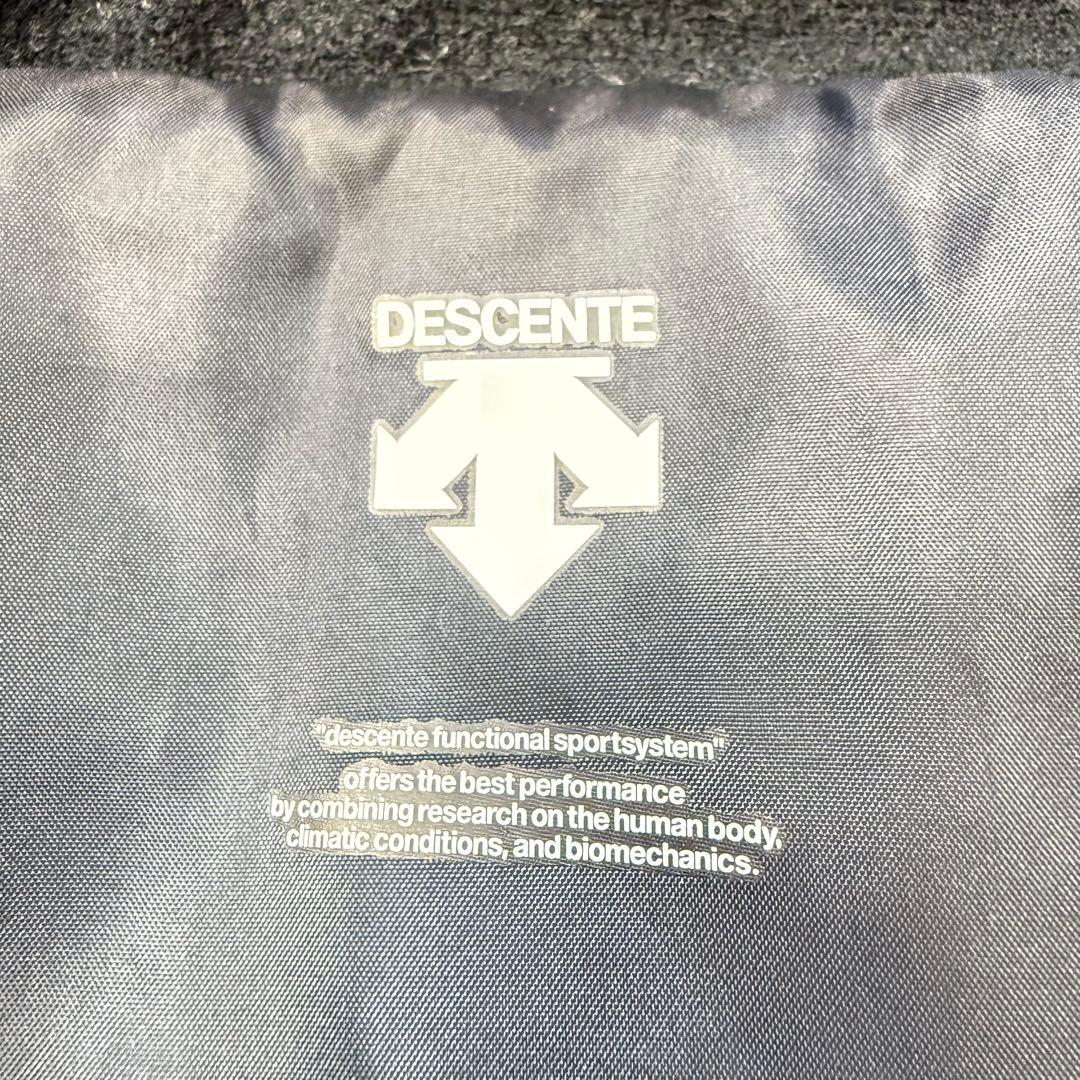 DESCENTE
"descente functional sportsystem"
offers the best performance
by combining research on the human body,
climatic conditions, and biomechanics.